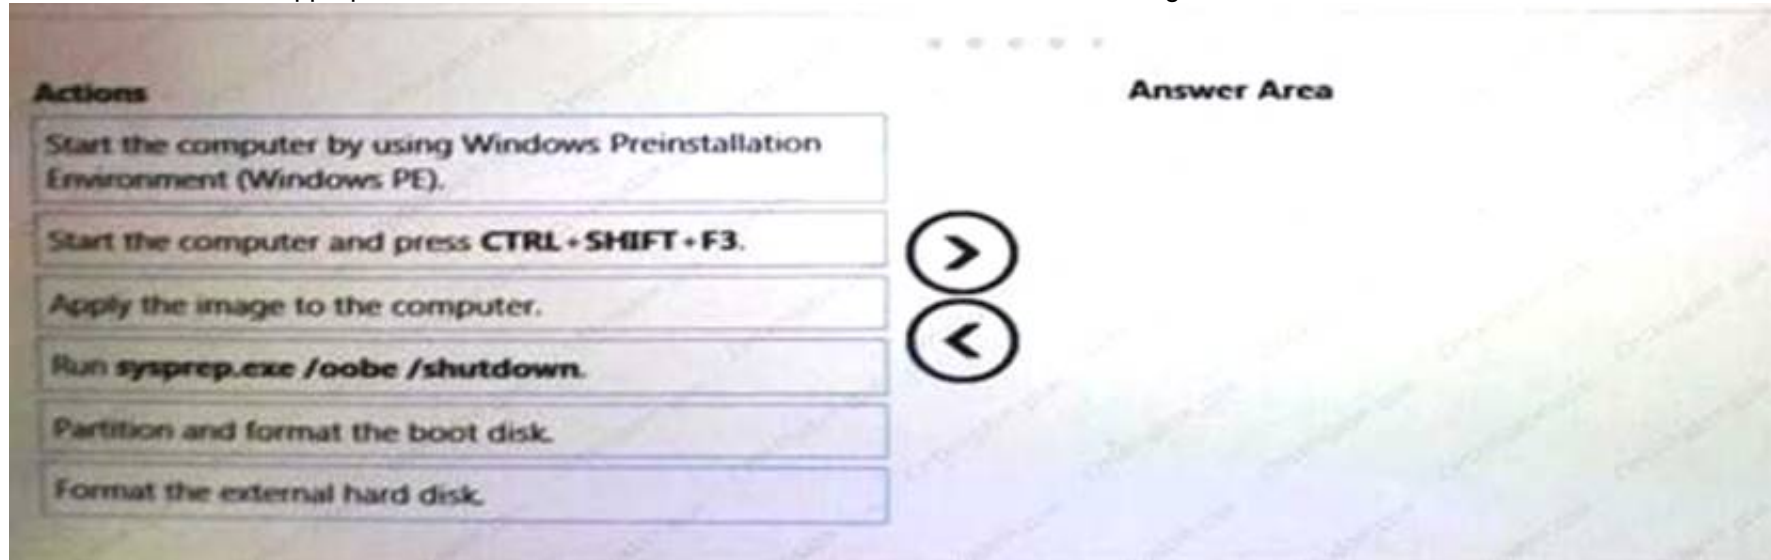 Actions
Answer Area
Start the computer by using Windows Preinstallation
Environment (Windows PE).
Start the computer and press CTRL+SHIFT+F3.
Apply the image to the computer.
Run sysprep.exe /oobe /shutdown.
Partition and format the boot disk.
Format the external hard disk.